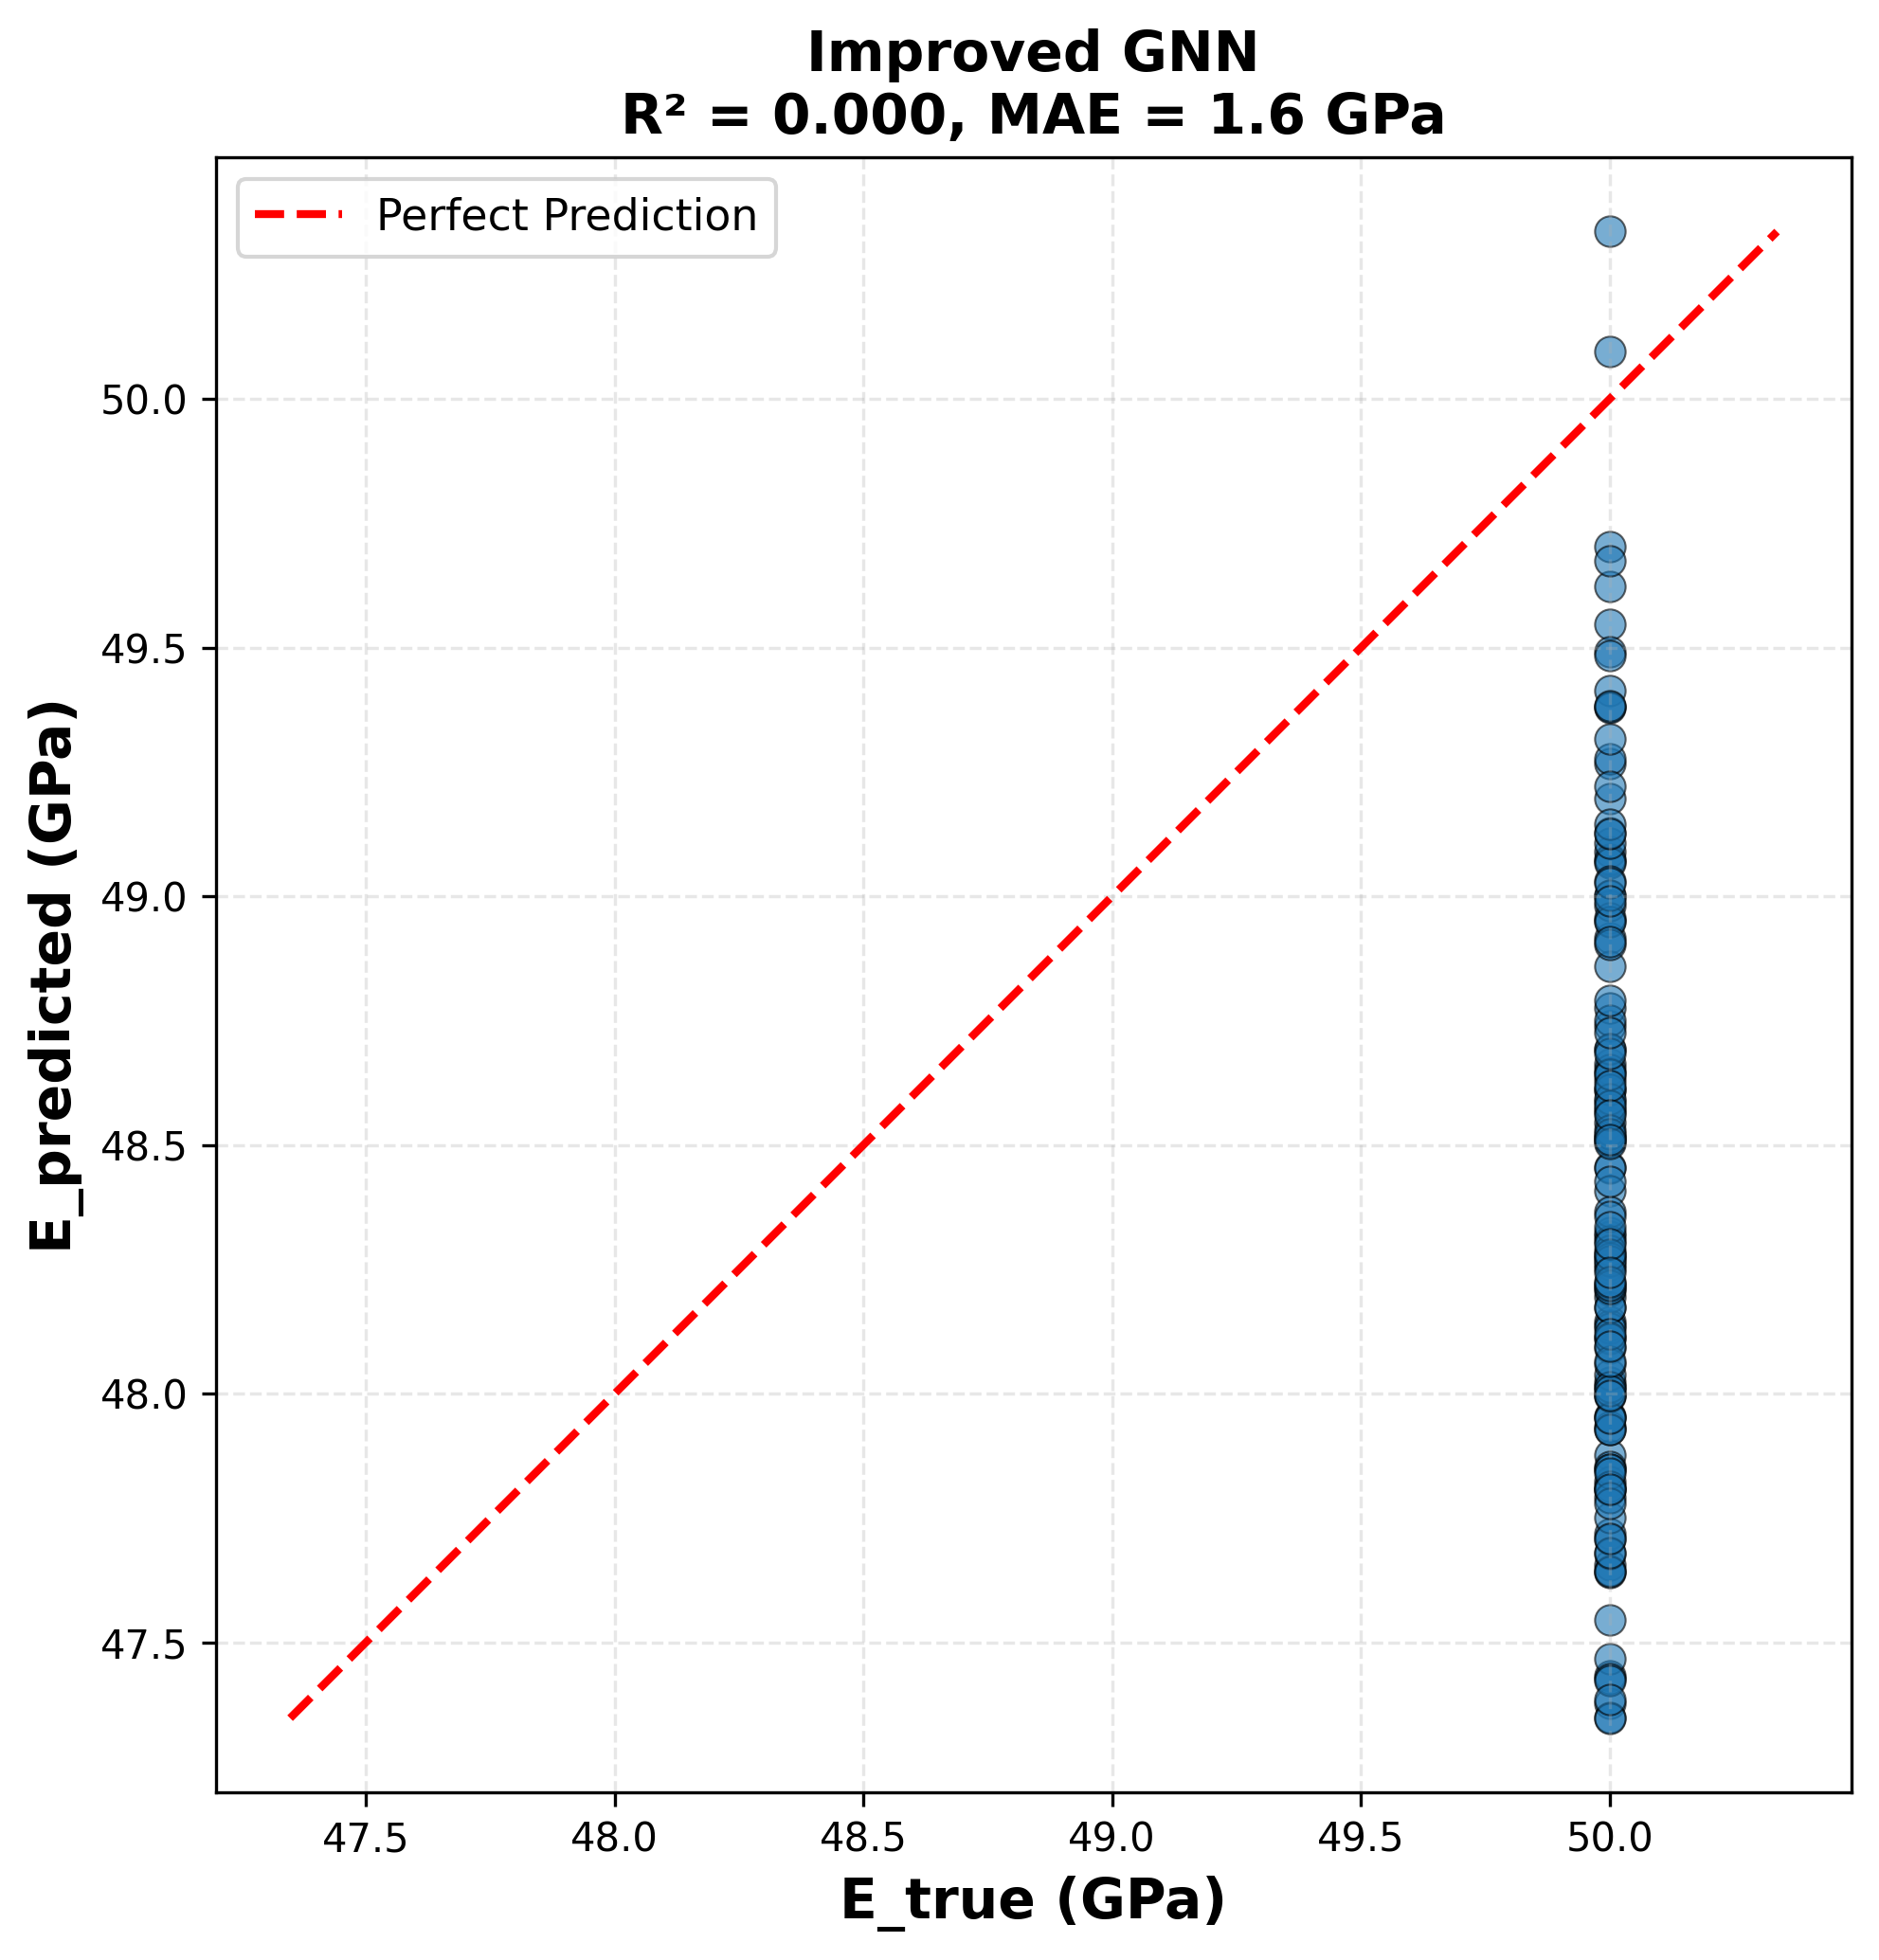 Improved GNN
R² = 0.000, MAE = 1.6 GPa
Perfect Prediction
E_predicted (GPa)
50.0
49.5
49.0
48.5
48.0
47.5
47.5 48.0 48.5 49.0 49.5 50.0
E_true (GPa)